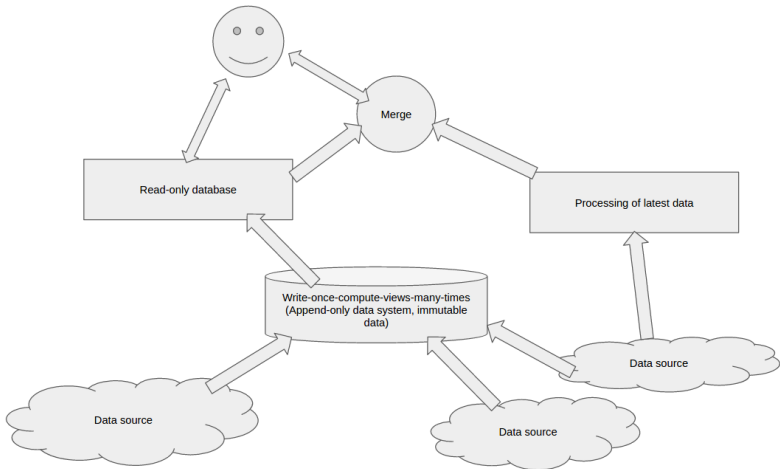 Merge
Read-only database
Processing of latest data
Write-once-compute-views-many-times
(Append-only data system, immutable
data)
Data source
Data source
Data source